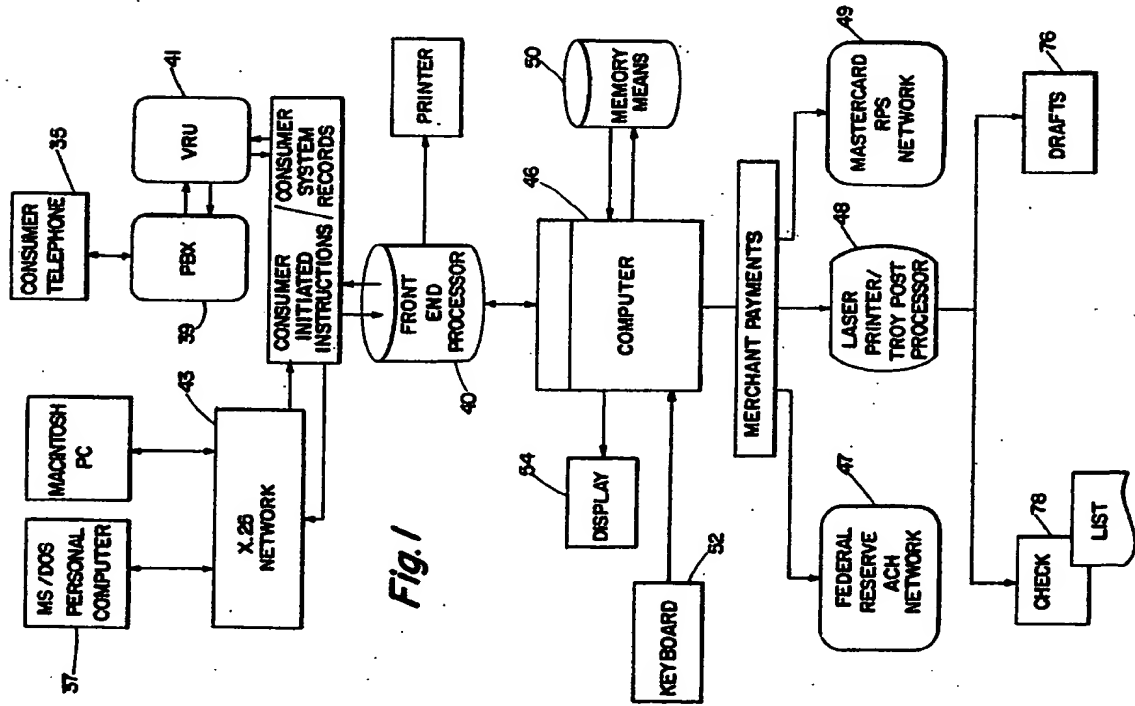 35
CONSUMER
TELEPHONE
41
VRU
PBX
39
MS/DOS
PERSONAL
COMPUTER
37
MACINTOSH
PC
43
X.26
NETWORK
CONSUMER / CONSUMER
INITIATED / SYSTEM
INSTRUCTIONS / RECORDS
FRONT
END
PROCESSOR
40
PRINTER
Fig. 1
46
COMPUTER
50
MEMORY
MEANS
54
DISPLAY
52
KEYBOARD
MERCHANT PAYMENTS
47
FEDERAL
RESERVE
ACH
NETWORK
48
LASER
PRINTER/
TROY POST
PROCESSOR
49
MASTERCARD
RPS
NETWORK
78
CHECK
LIST
76
DRAFTS